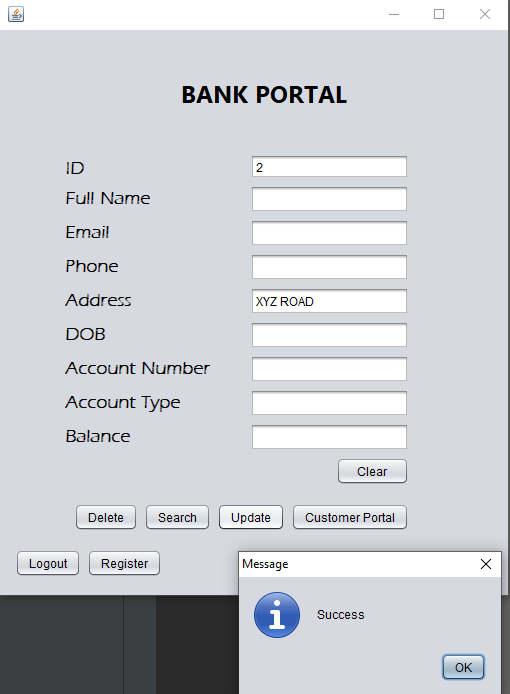 BANK PORTAL
ID 2
Full Name
Email
Phone
Address XYZ ROAD
DOB
Account Number
Account Type
Balance
Clear
Delete Search Update Customer Portal
Logout Register
Message
Success
OK